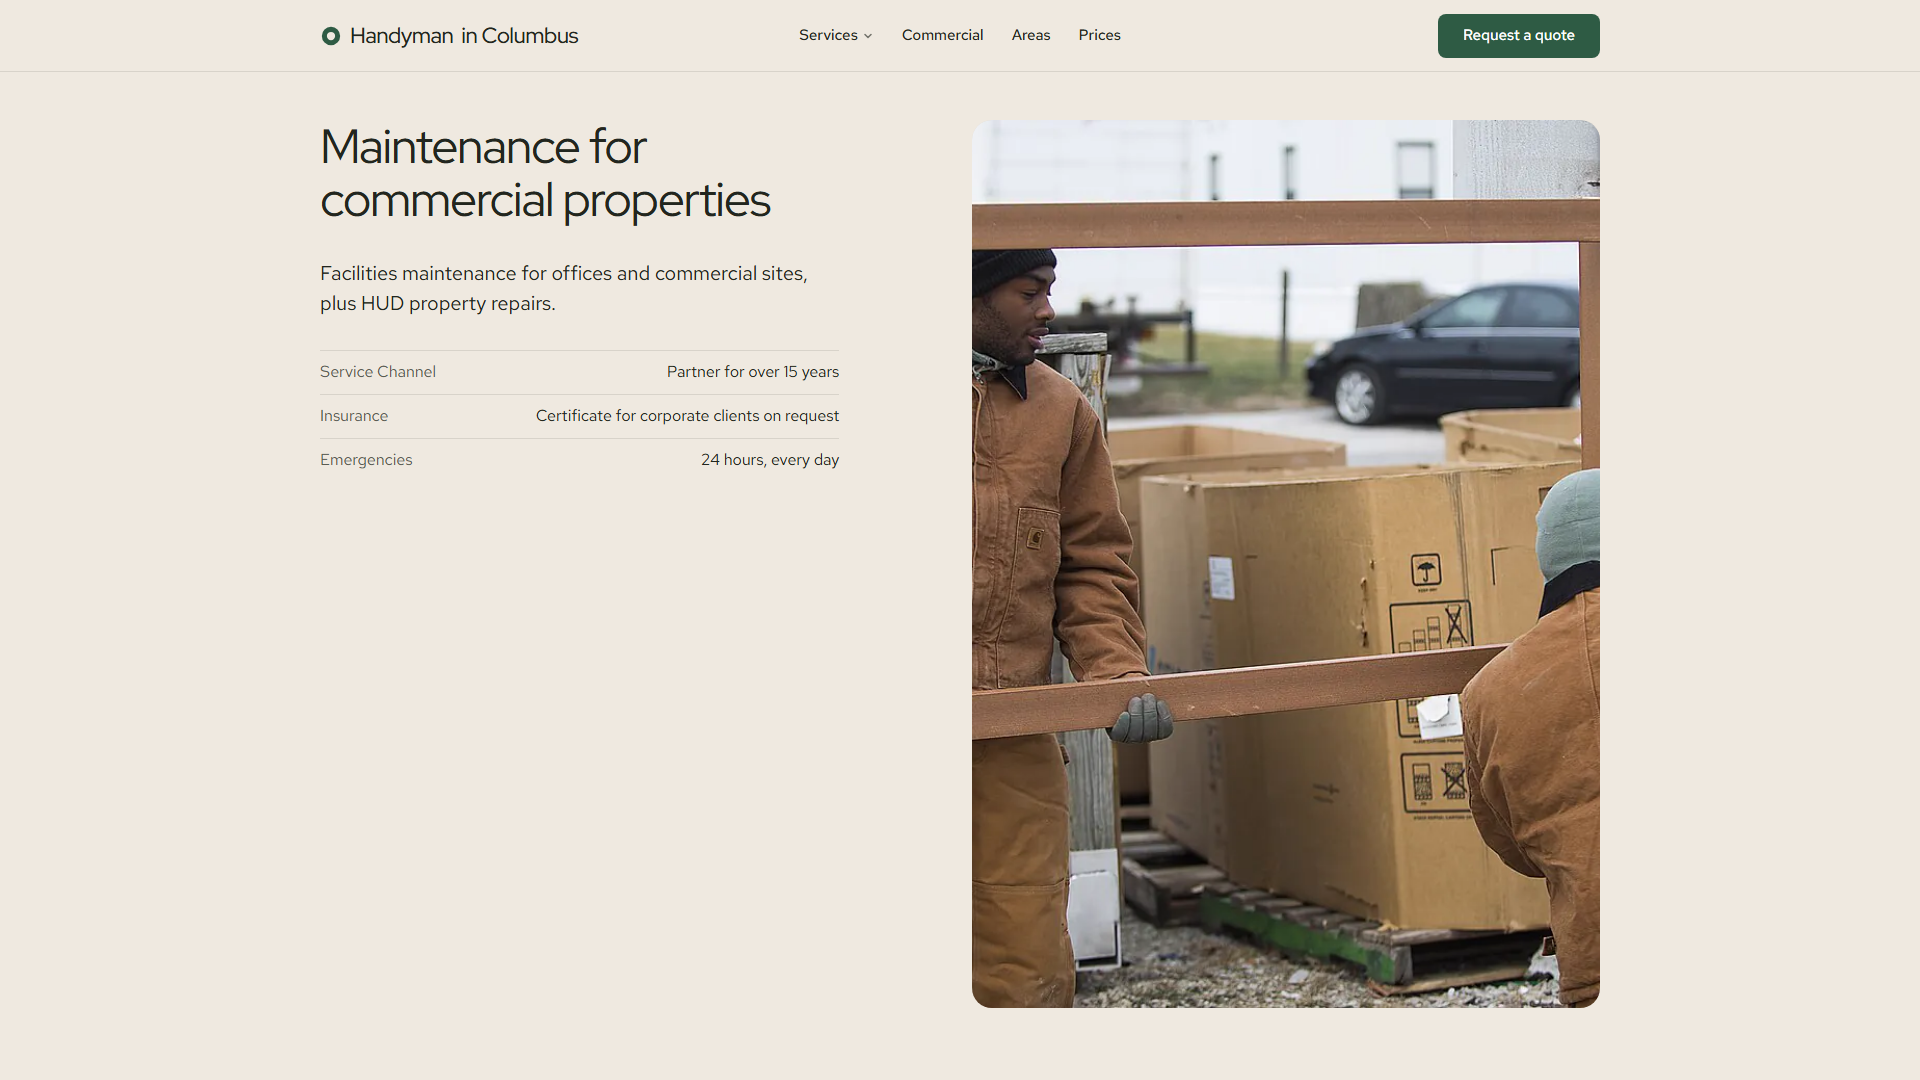 Handyman in Columbus
Services
Commercial
Areas
Prices
Request a quote
Maintenance for
commercial properties
Facilities maintenance for offices and commercial sites,
plus HUD property repairs.
Service Channel
Partner for over 15 years
Insurance
Certificate for corporate clients on request
Emergencies
24 hours, every day